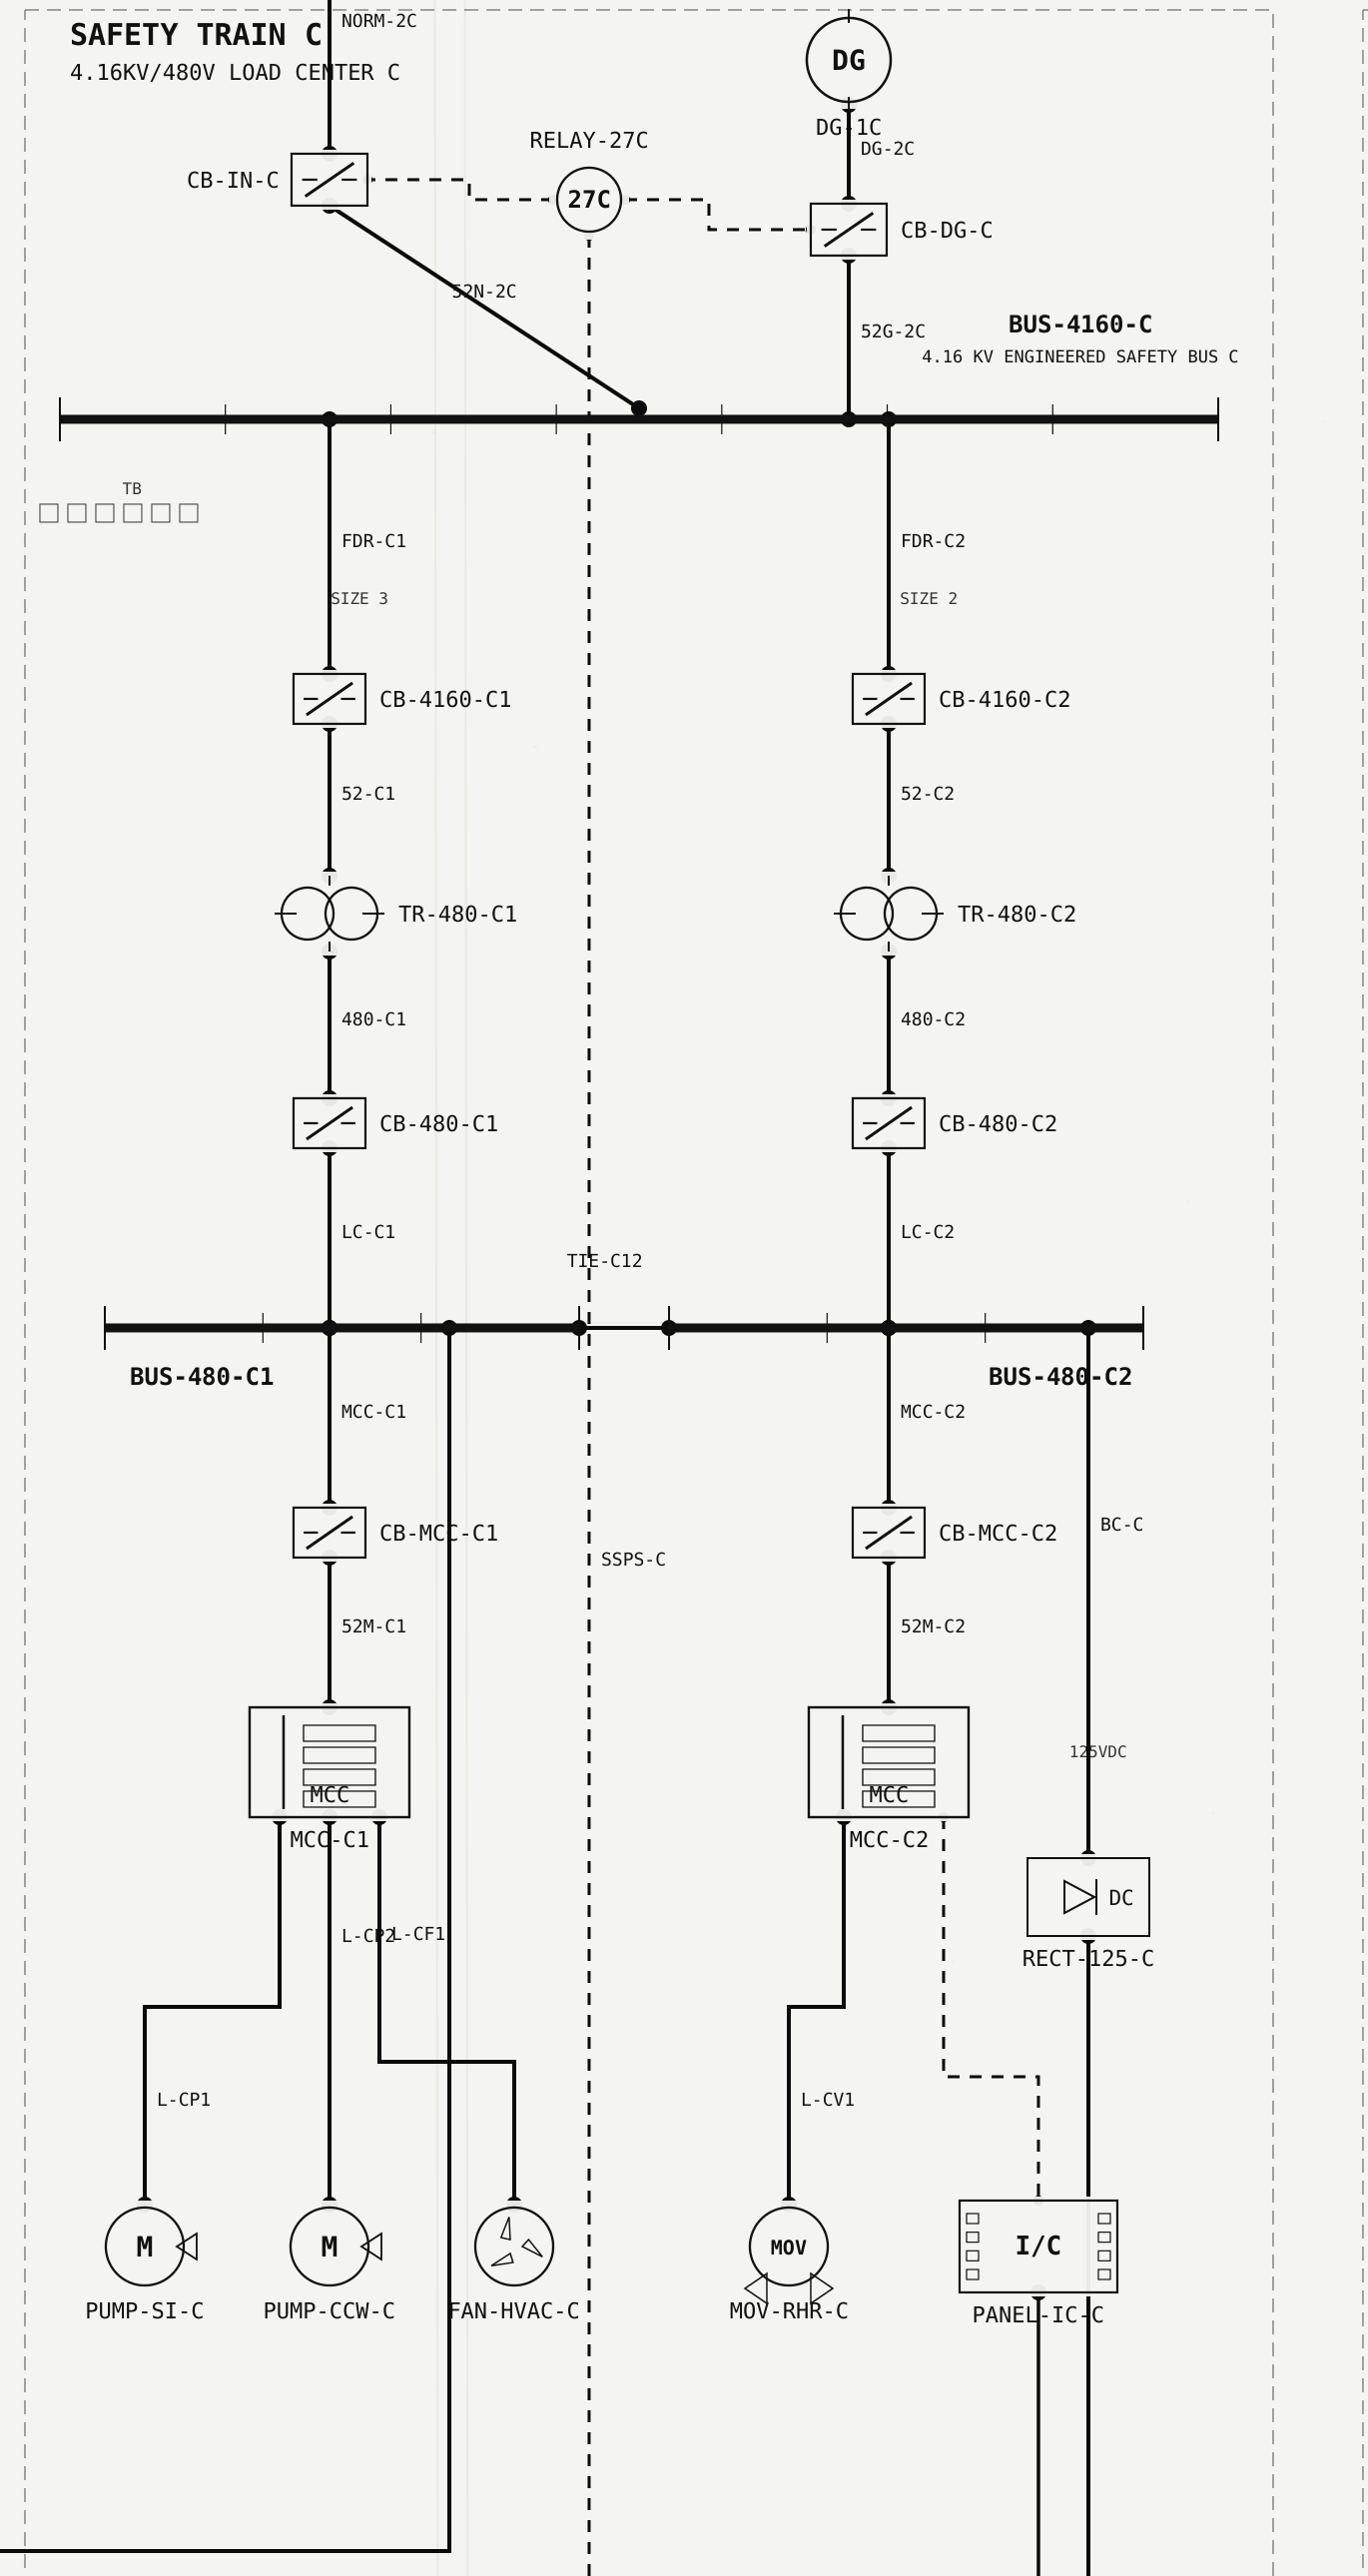 NORM-2C
SAFETY TRAIN C
4.16KV/480V LOAD CENTER C
DG
DG-1C
DG-2C
RELAY-27C
CB-IN-C
27C
CB-DG-C
52N-2C
52G-2C
BUS-4160-C
4.16 KV ENGINEERED SAFETY BUS C
TB
FDR-C1
FDR-C2
SIZE 3
SIZE 2
CB-4160-C1
CB-4160-C2
52-C1
52-C2
TR-480-C1
TR-480-C2
480-C1
480-C2
CB-480-C1
CB-480-C2
LC-C1
LC-C2
TIE-C12
BUS-480-C1
BUS-480-C2
MCC-C1
MCC-C2
CB-MCC-C1
CB-MCC-C2
BC-C
SSPS-C
52M-C1
52M-C2
125VDC
MCC
MCC
MCC-C1
MCC-C2
DC
RECT-125-C
L-CP2
L-CF1
L-CP1
L-CV1
M
M
MOV
I/C
PUMP-SI-C
PUMP-CCW-C
FAN-HVAC-C
MOV-RHR-C
PANEL-IC-C